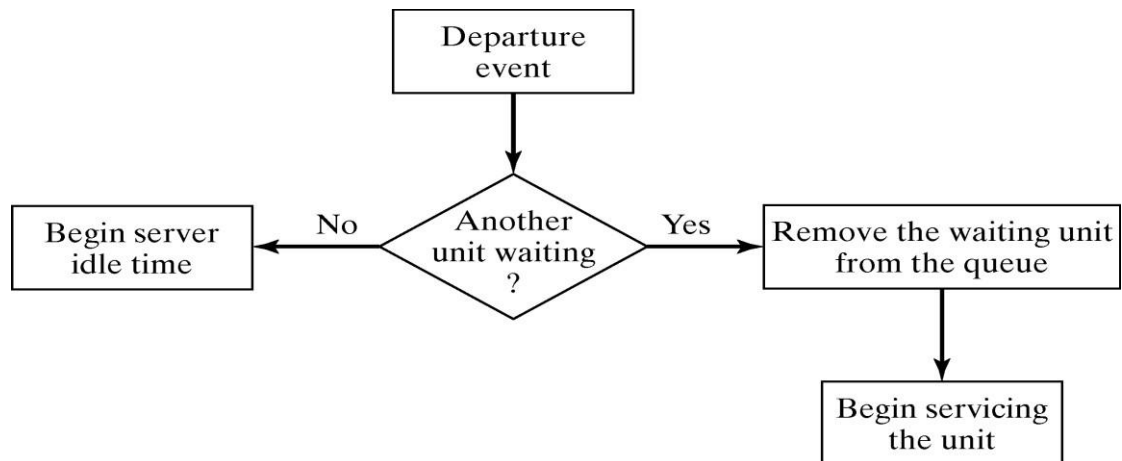 Departure
event
No
Another
unit waiting
?
Yes
Begin server
idle time
Remove the waiting unit
from the queue
Begin servicing
the unit